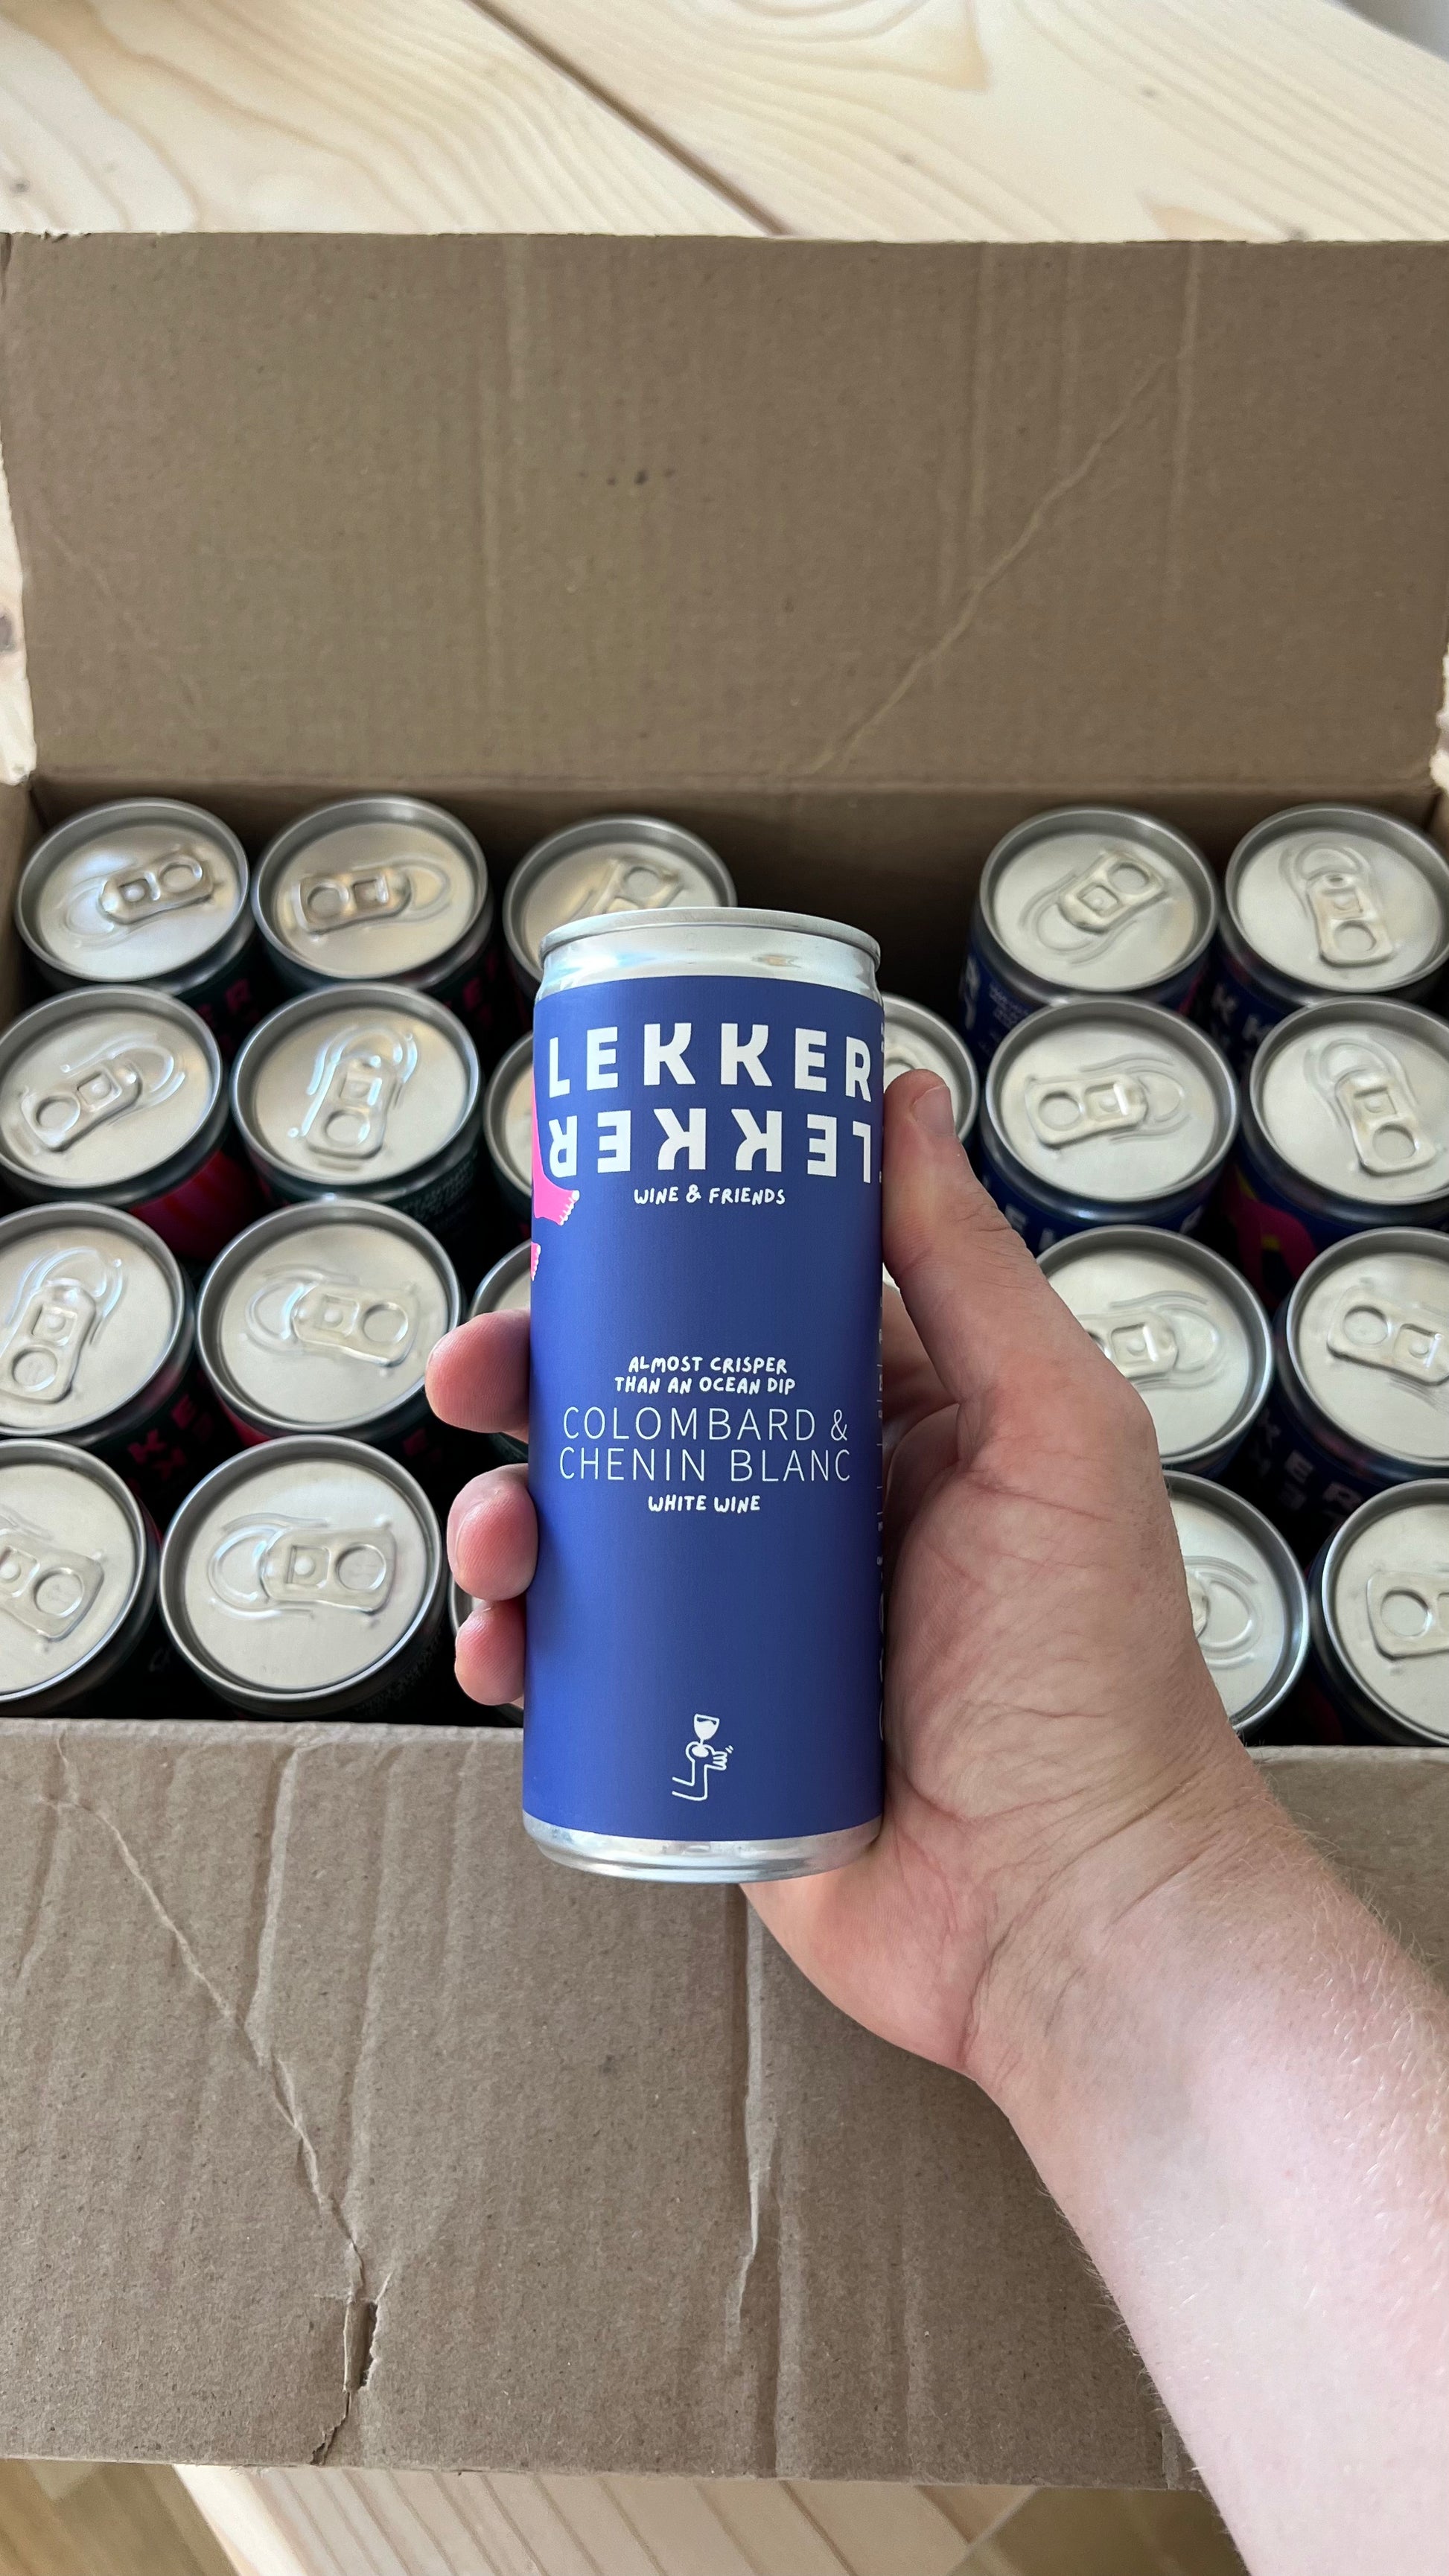 LEKKER
LEKKER
WINE & FRIENDS
ALMOST CRISPER
THAN AN OCEAN DIP
COLOMBARD &
CHENIN BLANC
WHITE WINE